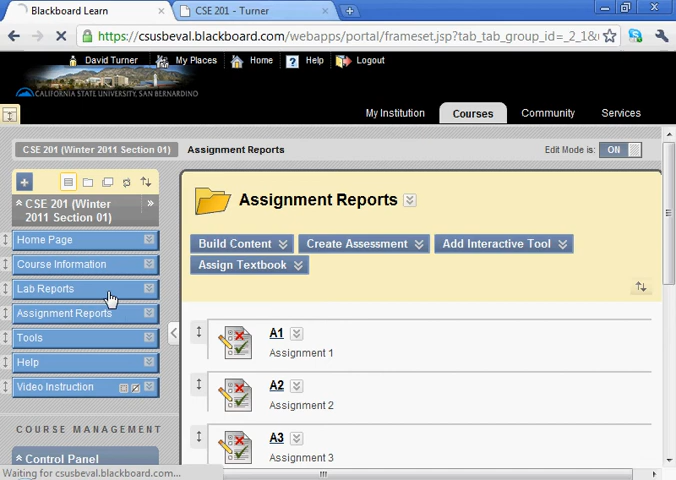 Blackboard Learn
CSE 201 - Turner
https://csusbeval.blackboard.com/webapps/portal/frameset.jsp?tab_tab_group_id=_2_1&
David Turner My Places Home Help Logout
CALIFORNIA STATE UNIVERSITY, SAN BERNARDINO
My Institution Courses Community Services
CSE 201 (Winter 2011 Section 01) Assignment Reports Edit Mode is: ON
CSE 201 (Winter
2011 Section 01)
Home Page
Course Information
Lab Reports
Assignment Reports
Tools
Help
Video Instruction
COURSE MANAGEMENT
Control Panel
Waiting for csusbeval.blackboard.com...
Assignment Reports
Build Content Create Assessment Add Interactive Tool
Assign Textbook
A1
Assignment 1
A2
Assignment 2
A3
Assignment 3